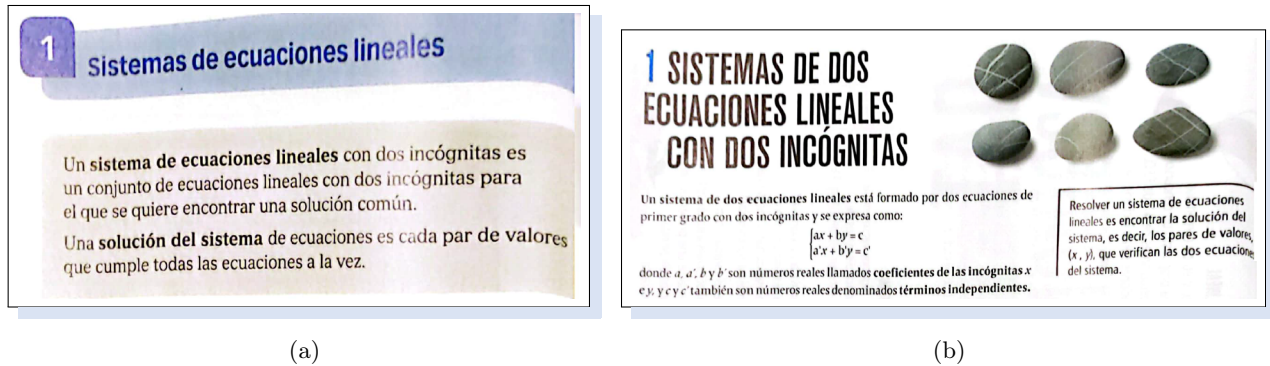 1
Sistemas de ecuaciones lineales
Un sistema de ecuaciones lineales con dos incógnitas es
un conjunto de ecuaciones lineales con dos incógnitas para
el que se quiere encontrar una solución común.
Una solución del sistema de ecuaciones es cada par de valores
que cumple todas las ecuaciones a la vez.
(a)
1 SISTEMAS DE DOS
ECUACIONES LINEALES
CON DOS INCÓGNITAS
Un sistema de dos ecuaciones lineales está formado por dos ecuaciones de
primer grado con dos incógnitas y se expresa como:
ax + by = c
a'x + b'y = c'
donde a, a', b y b' son números reales llamados coeficientes de las incógnitas x
e y, y c y c' también son números reales denominados términos independientes.
Resolver un sistema de ecuaciones
lineales es encontrar la solución del
sistema, es decir, los pares de valores,
(x, y), que verifican las dos ecuaciones
del sistema.
(b)